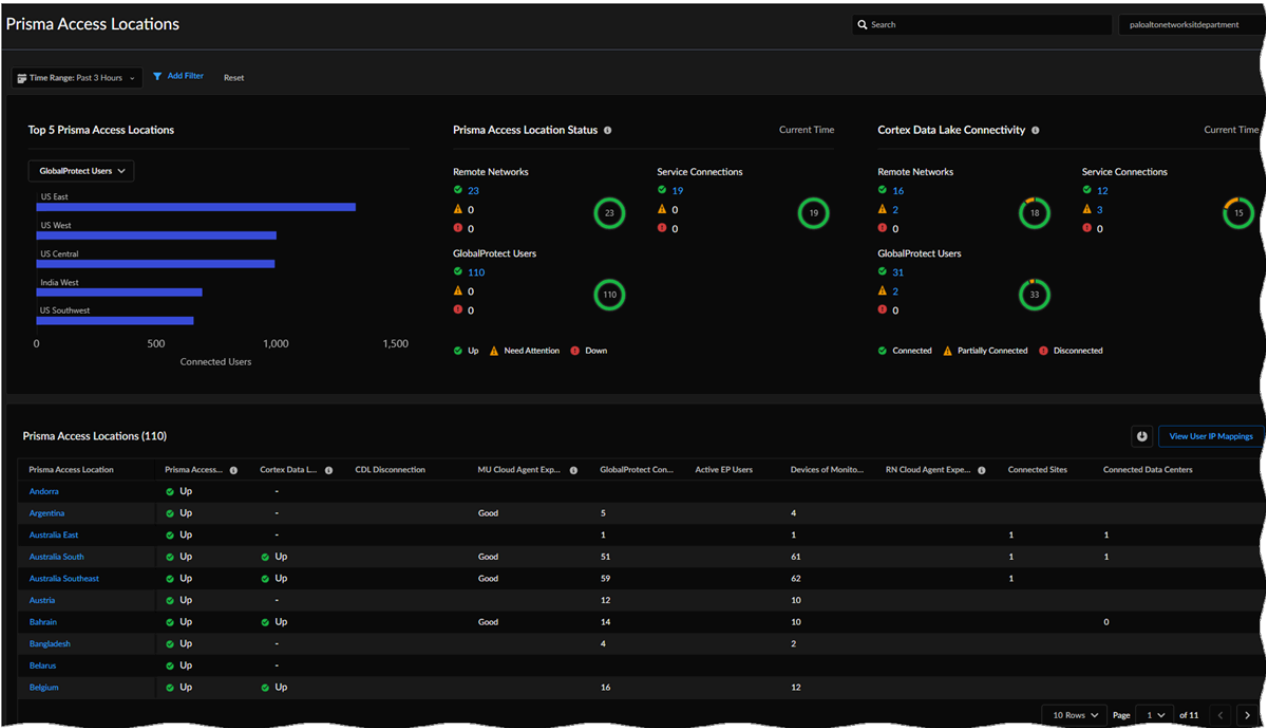 Prisma Access Locations
Search
paloaltonetworksitdepartment
Time Range: Past 3 Hours
Add Filter
Reset
Top 5 Prisma Access Locations
GlobalProtect Users
US East
US West
US Central
India West
US Southwest
0 500 1,000 1,500
Connected Users
Prisma Access Location Status
Current Time
Remote Networks
23
0
0
23
Service Connections
19
0
0
19
GlobalProtect Users
110
0
0
110
Up Need Attention Down
Cortex Data Lake Connectivity
Current Time
Remote Networks
16
2
0
18
Service Connections
12
3
0
15
GlobalProtect Users
31
2
0
33
Connected Partially Connected Disconnected
Prisma Access Locations (110)
View User IP Mappings
Prisma Access Location Prisma Access... Cortex Data L... CDL Disconnection MU Cloud Agent Exp... GlobalProtect Con... Active EP Users Devices of Monito... RN Cloud Agent Expe... Connected Sites Connected Data Centers
Andorra Up -
Argentina Up - Good 5 4
Australia East Up - 1 1 1 1
Australia South Up Up Good 51 61 1 1
Australia Southeast Up Up Good 59 62 1
Austria Up - 12 10
Bahrain Up Up Good 14 10 0
Bangladesh Up - 4 2
Belarus Up -
Belgium Up Up 16 12
10 Rows Page 1 of 11